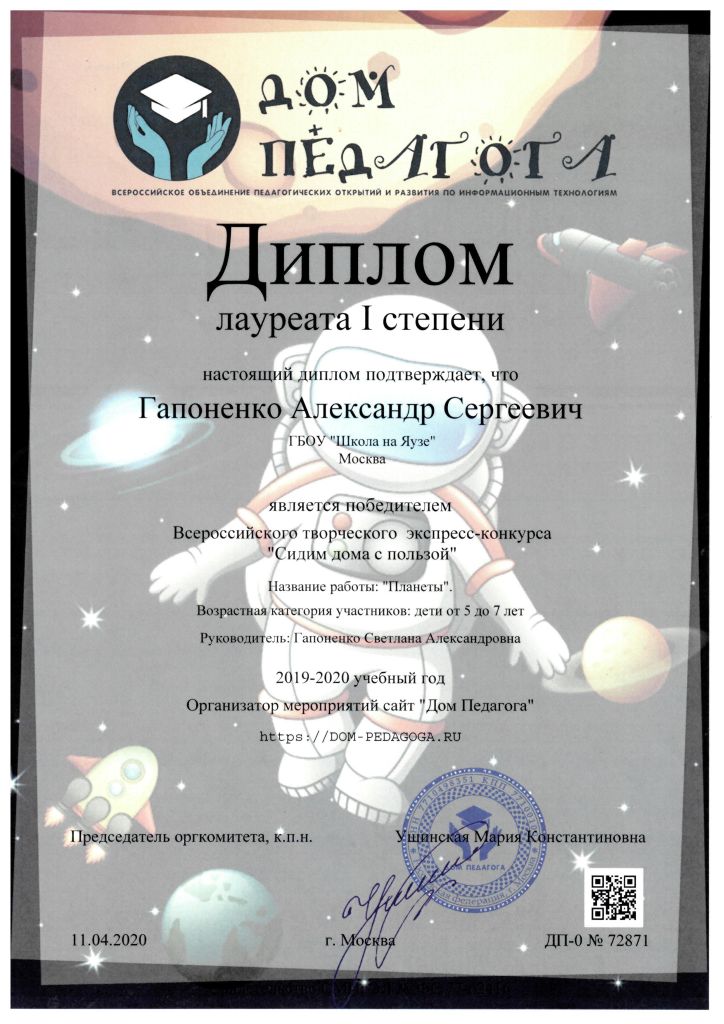 ДОМ
ПЕДАГОГА
ВСЕРОССИЙСКОЕ ОБЪЕДИНЕНИЕ ПЕДАГОГИЧЕСКИХ ОТКРЫТИЙ И РАЗВИТИЯ ПО ИНФОРМАЦИОННЫМ ТЕХНОЛОГИЯМ
Диплом
лауреата I степени
настоящий диплом подтверждает, что
Гапоненко Александр Сергеевич
ГБОУ "Школа на Яузе"
Москва
является победителем
Всероссийского творческого экспресс-конкурса
"Сидим дома с пользой"
Название работы: "Планеты".
Возрастная категория участников: дети от 5 до 7 лет
Руководитель: Гапоненко Светлана Александровна
2019-2020 учебный год
Организатор мероприятий сайт "Дом Педагога"
https://DOM-PEDAGOGA.RU
Председатель оргкомитета, к.п.н.
Ушинская Мария Константиновна
ДОМ ПЕДАГОГА
11.04.2020
г. Москва
ДП-0 № 72871